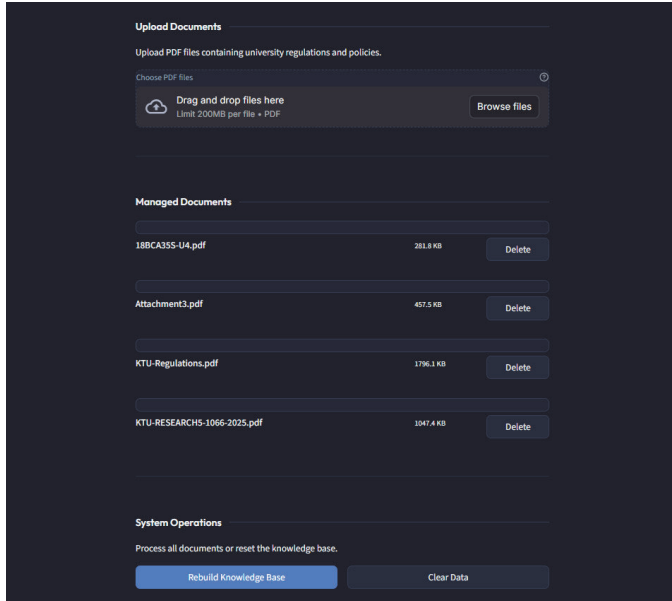 Upload Documents
Upload PDF files containing university regulations and policies.
Choose PDF files
Drag and drop files here
Limit 200MB per file • PDF
Browse files
Managed Documents
18BCA35S-U4.pdf 281.8 KB Delete
Attachment3.pdf 457.5 KB Delete
KTU-Regulations.pdf 1796.1 KB Delete
KTU-RESEARCH5-1066-2025.pdf 1047.4 KB Delete
System Operations
Process all documents or reset the knowledge base.
Rebuild Knowledge Base Clear Data